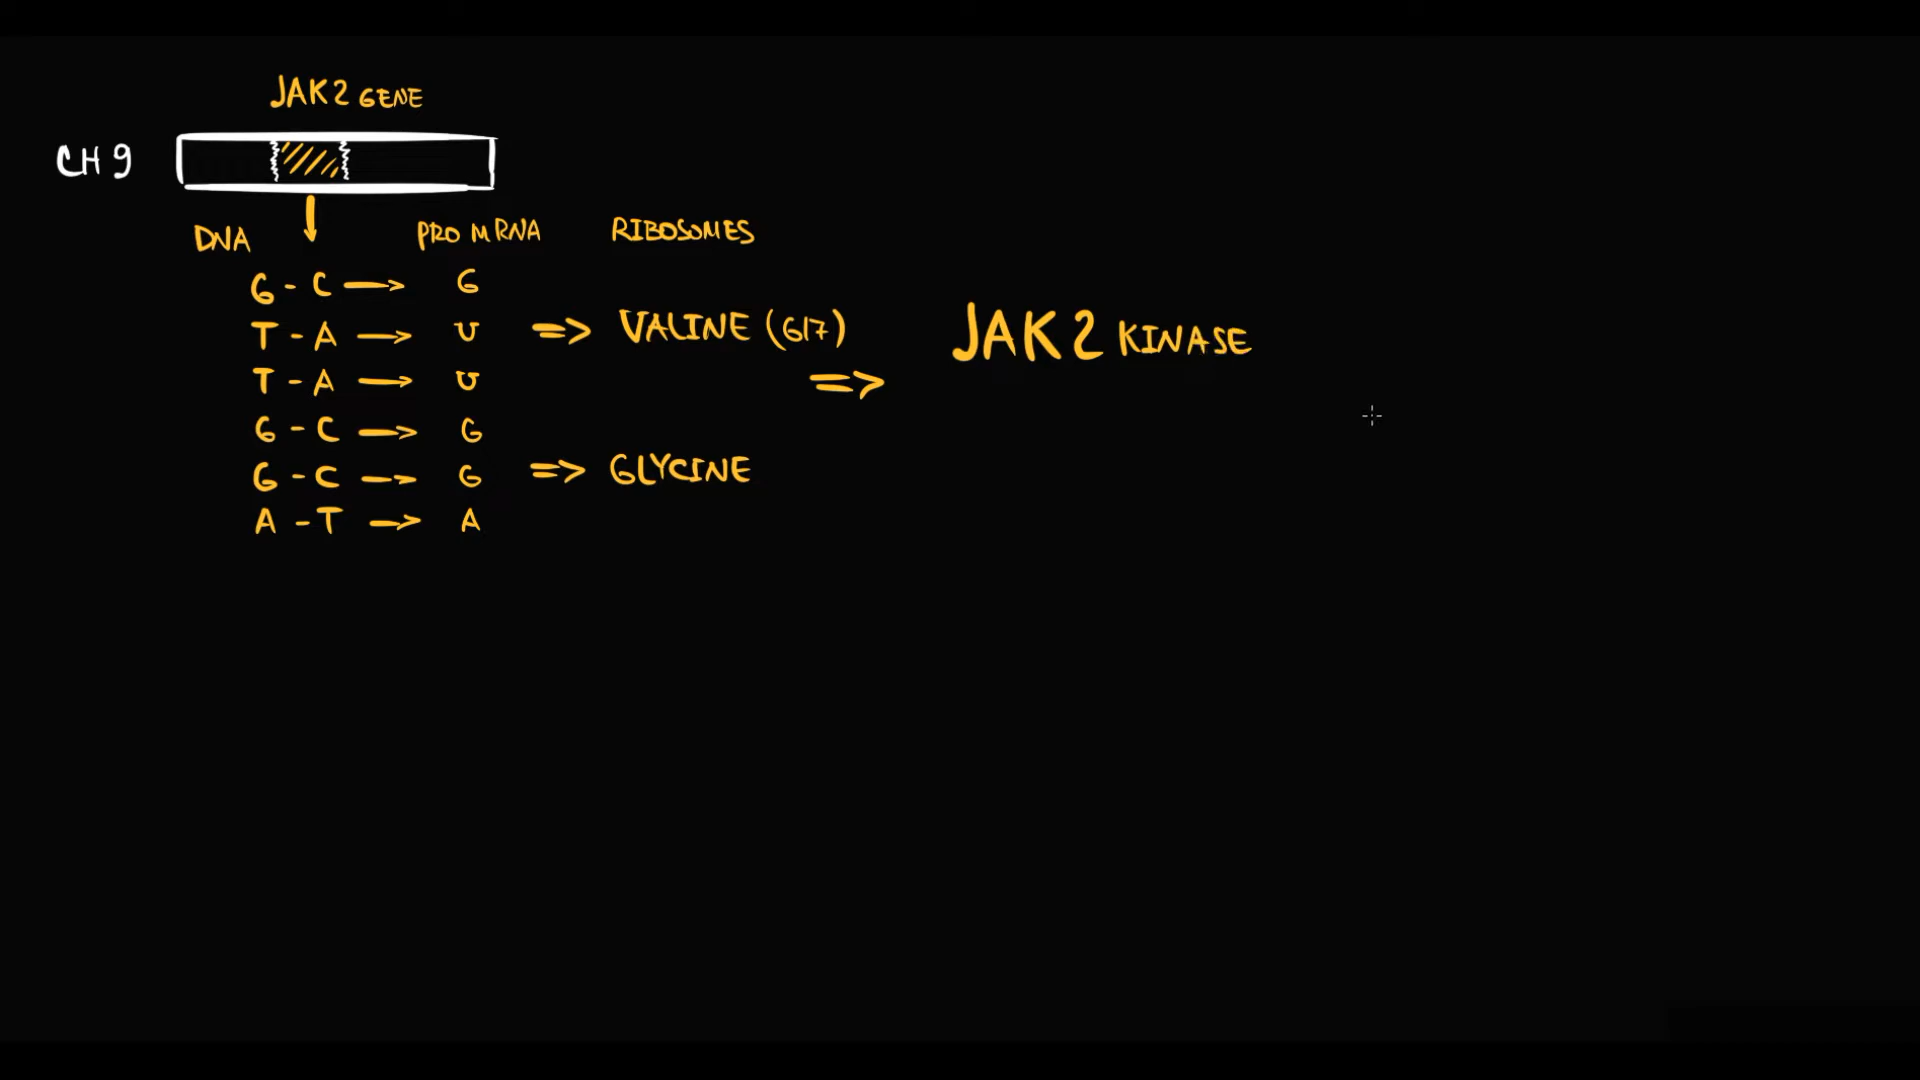 JAK2 GENE
CH 9
DNA PRO MRNA RIBOSOMES
G - C → G
T - A → U => VALINE (617)
JAK2 KINASE
T - A → U =>
G - C → G
G - C → G => GLYCINE
A - T → A